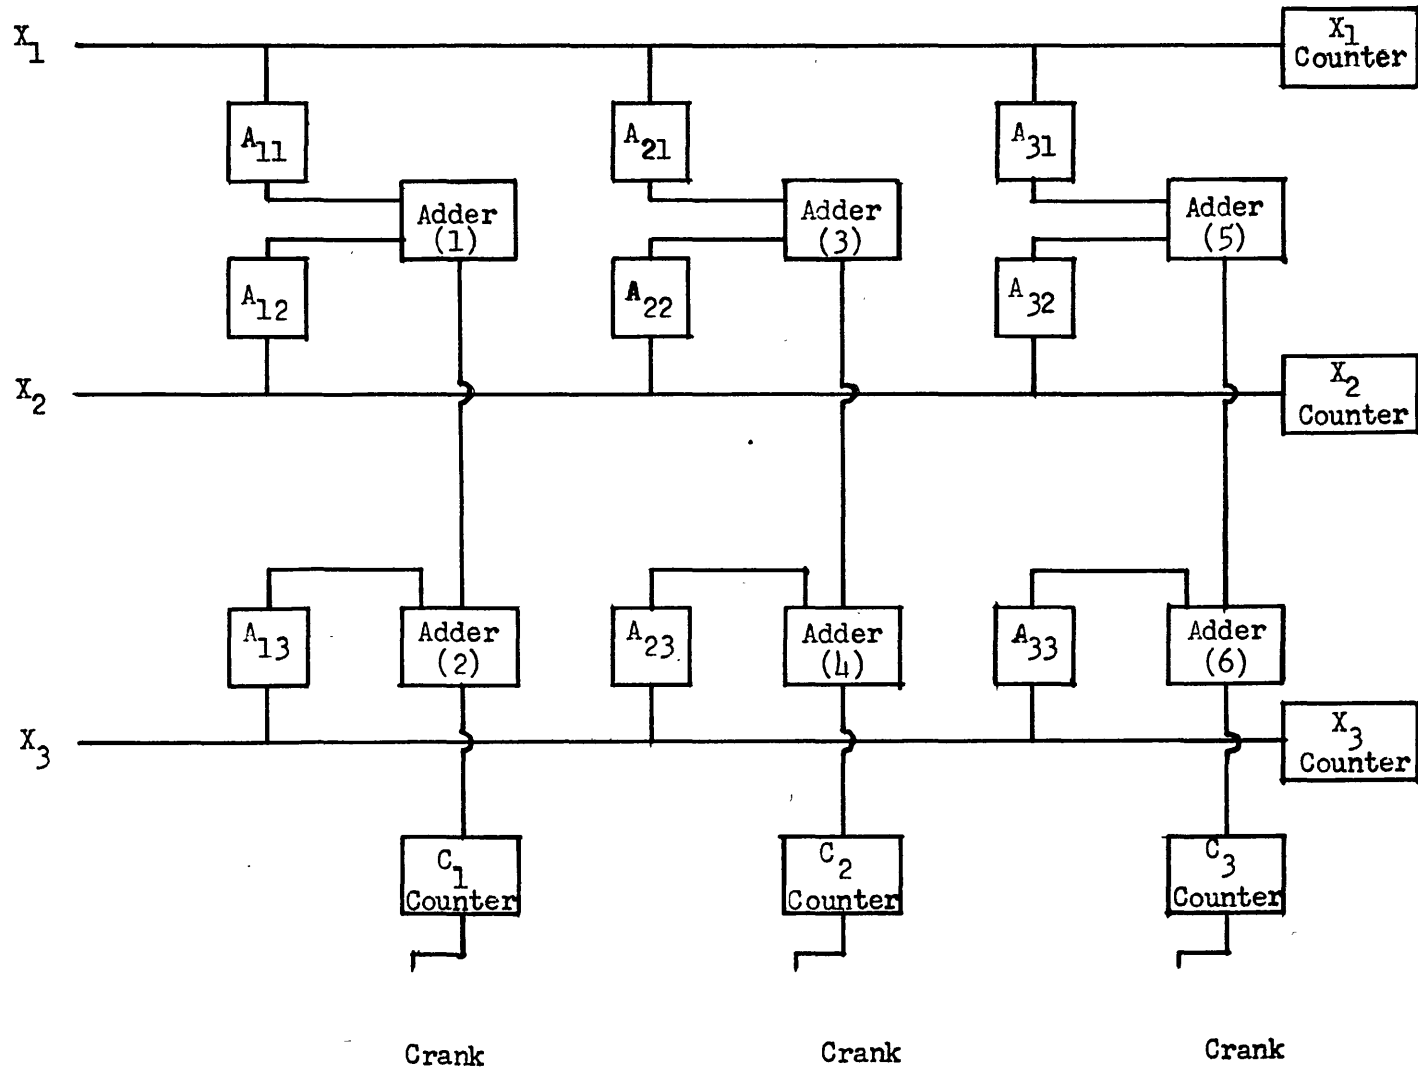 X1
X1
Counter
A11
A21
A31
Adder
(1)
Adder
(3)
Adder
(5)
A12
A22
A32
X2
X2
Counter
A13
Adder
(2)
A23
Adder
(4)
A33
Adder
(6)
X3
X3
Counter
C1
Counter
C2
Counter
C3
Counter
Crank
Crank
Crank